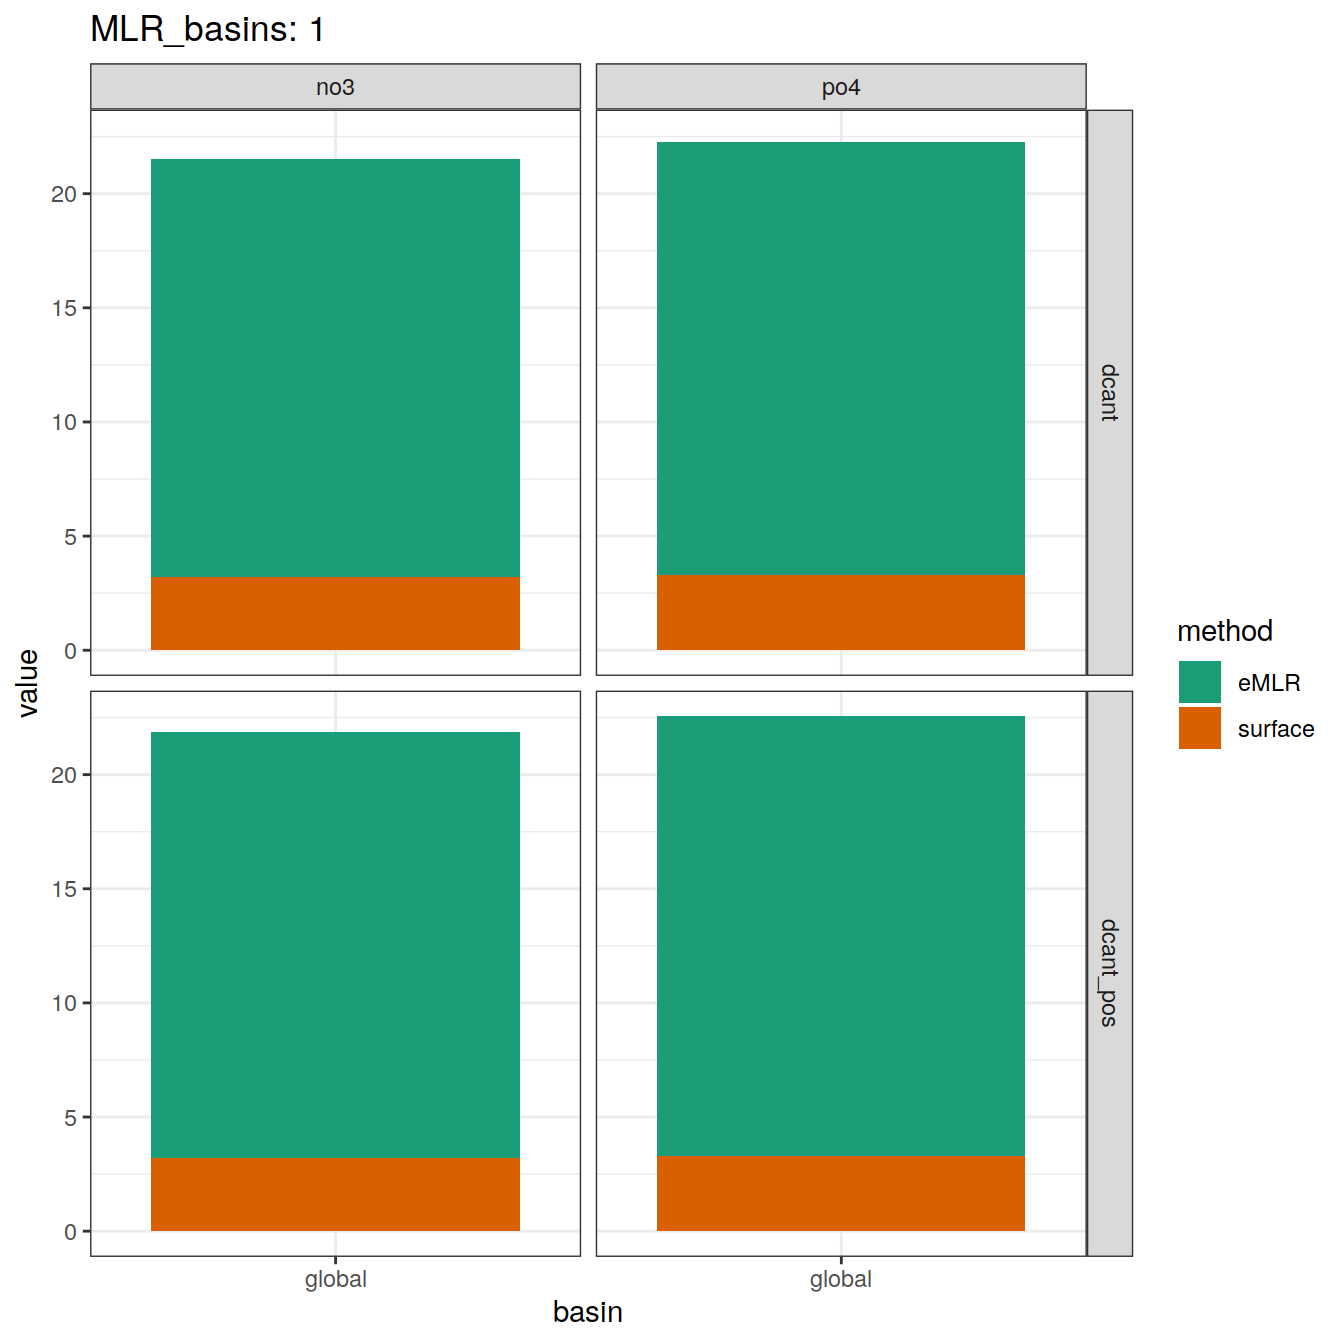 MLR_basins: 1
no3
po4
20
15
10
5
0
dcant
20
15
10
5
0
dcant_pos
value
global
global
basin
method
eMLR
surface